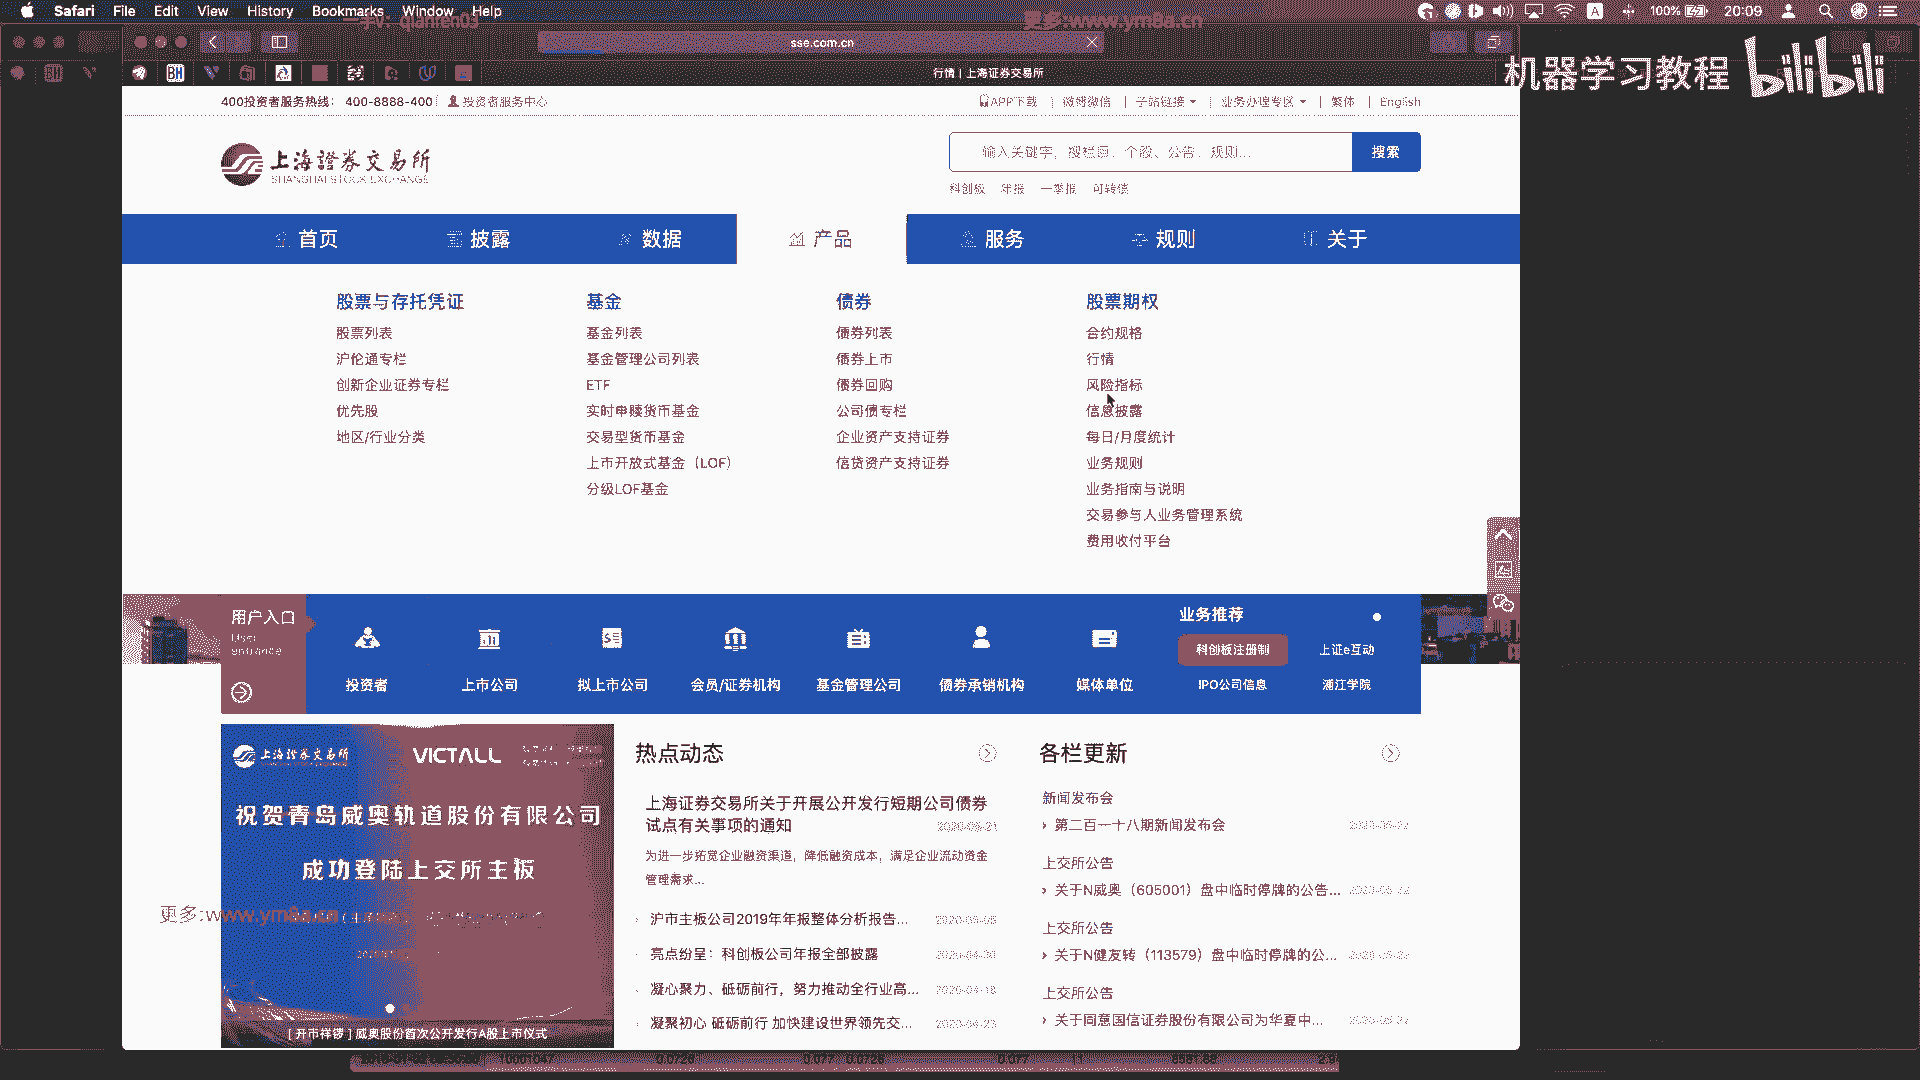 Safari File Edit View History Bookmarks Window Help
100%
20:09
更多:www.ym8a.com
sse.com.cn
行情 | 上海证券交易所
机器学习教程 bilibili
400投资者服务热线： 400-8888-400
投资者服务中心
APP下载 | 微博微信 | 子站链接 | 业务办理专区 | 繁体 | English
上海證券交易所
SHANGHAI STOCK EXCHANGE
输入关键字，搜栏目、个股、公告、规则...
搜索
科创板 年报 一季报 可转债
首页 披露 数据 产品 服务 规则 关于
股票与存托凭证
股票列表
沪伦通专栏
创新企业证券专栏
优先股
地区/行业分类
基金
基金列表
基金管理公司列表
ETF
实时申赎货币基金
交易型货币基金
上市开放式基金（LOF）
分级LOF基金
债券
债券列表
债券上市
债券回购
公司债专栏
企业资产支持证券
信贷资产支持证券
股票期权
合约规格
行情
风险指标
信息披露
每日/月度统计
业务规则
业务指南与说明
交易参与人业务管理系统
费用收付平台
用户入口
User
entrance
投资者
上市公司
拟上市公司
会员/证券机构
基金管理公司
债券承销机构
媒体单位
业务推荐
科创板注册制
上证e互动
IPO公司信息
浦江学院
上海證券交易所
VICTALL
祝贺青岛威奥轨道股份有限公司
成功登陆上交所主板
更多:www.ym8a.cn
[ 开市祥锣 ] 威奥股份首次公开发行A股上市仪式
热点动态
上海证券交易所关于开展公开发行短期公司债券
试点有关事项的通知
2020-05-21
为进一步拓宽企业融资渠道，降低融资成本，满足企业流动资金
管理需求...
沪市主板公司2019年年报整体分析报告...
亮点纷呈：科创板公司年报全部披露
2020-04-30
凝心聚力、砥砺前行，努力推动全行业高...
凝聚初心 砥砺前行 加快建设世界领先交...
2020-04-23
各栏更新
新闻发布会
第二百一十八期新闻发布会
上交所公告
关于N威奥（605001）盘中临时停牌的公告...
上交所公告
关于N健友转（113579）盘中临时停牌的公...
上交所公告
关于同意国信证券股份有限公司为华夏中...